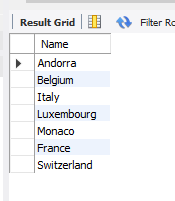 Result Grid Filter Ro
Name
Andorra
Belgium
Italy
Luxembourg
Monaco
France
Switzerland